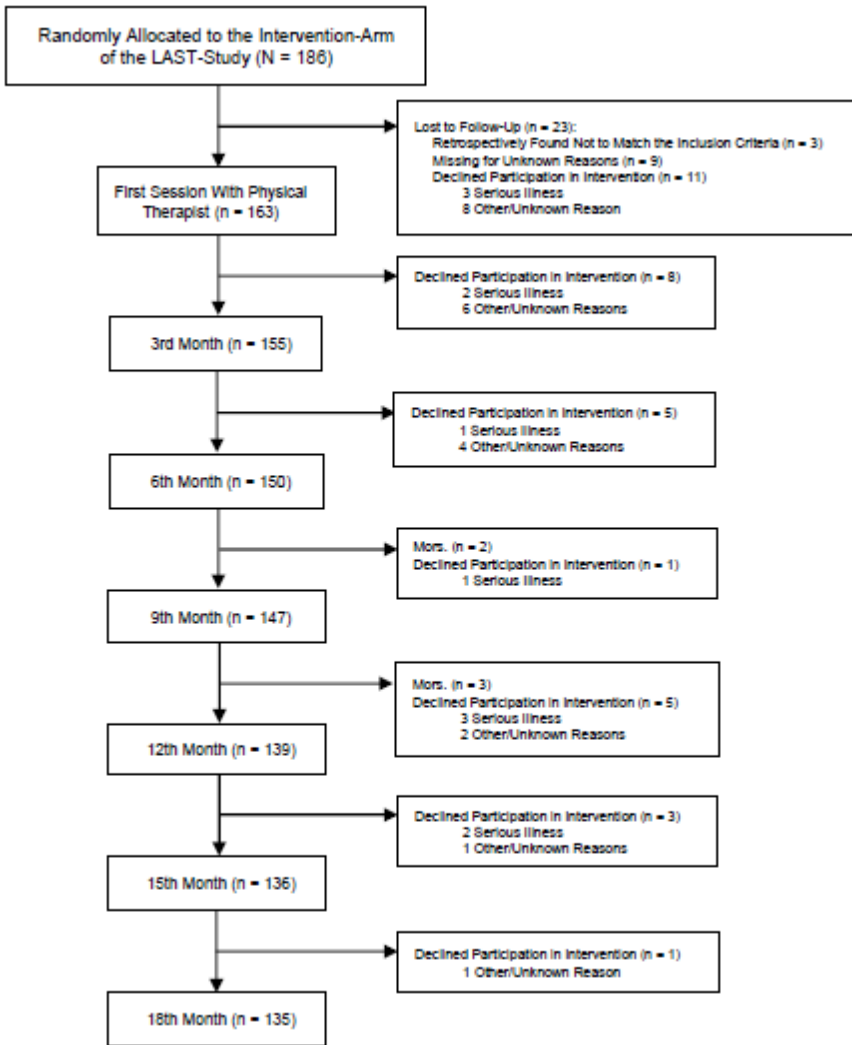 Randomly Allocated to the Intervention-Arm
of the LAST-Study (N = 186)
Lost to Follow-Up (n = 23):
Retrospectively Found Not to Match the Inclusion Criteria (n = 3)
Missing for Unknown Reasons (n = 9)
Declined Participation in Intervention (n = 11)
3 Serious Illness
8 Other/Unknown Reason
First Session With Physical
Therapist (n = 163)
Declined Participation in Intervention (n = 8)
2 Serious Illness
6 Other/Unknown Reasons
3rd Month (n = 155)
Declined Participation in Intervention (n = 5)
1 Serious Illness
4 Other/Unknown Reasons
6th Month (n = 150)
Mors. (n = 2)
Declined Participation in Intervention (n = 1)
1 Serious Illness
9th Month (n = 147)
Mors. (n = 3)
Declined Participation in Intervention (n = 5)
3 Serious Illness
2 Other/Unknown Reasons
12th Month (n = 139)
Declined Participation in Intervention (n = 3)
2 Serious Illness
1 Other/Unknown Reasons
15th Month (n = 136)
Declined Participation in Intervention (n = 1)
1 Other/Unknown Reason
18th Month (n = 135)